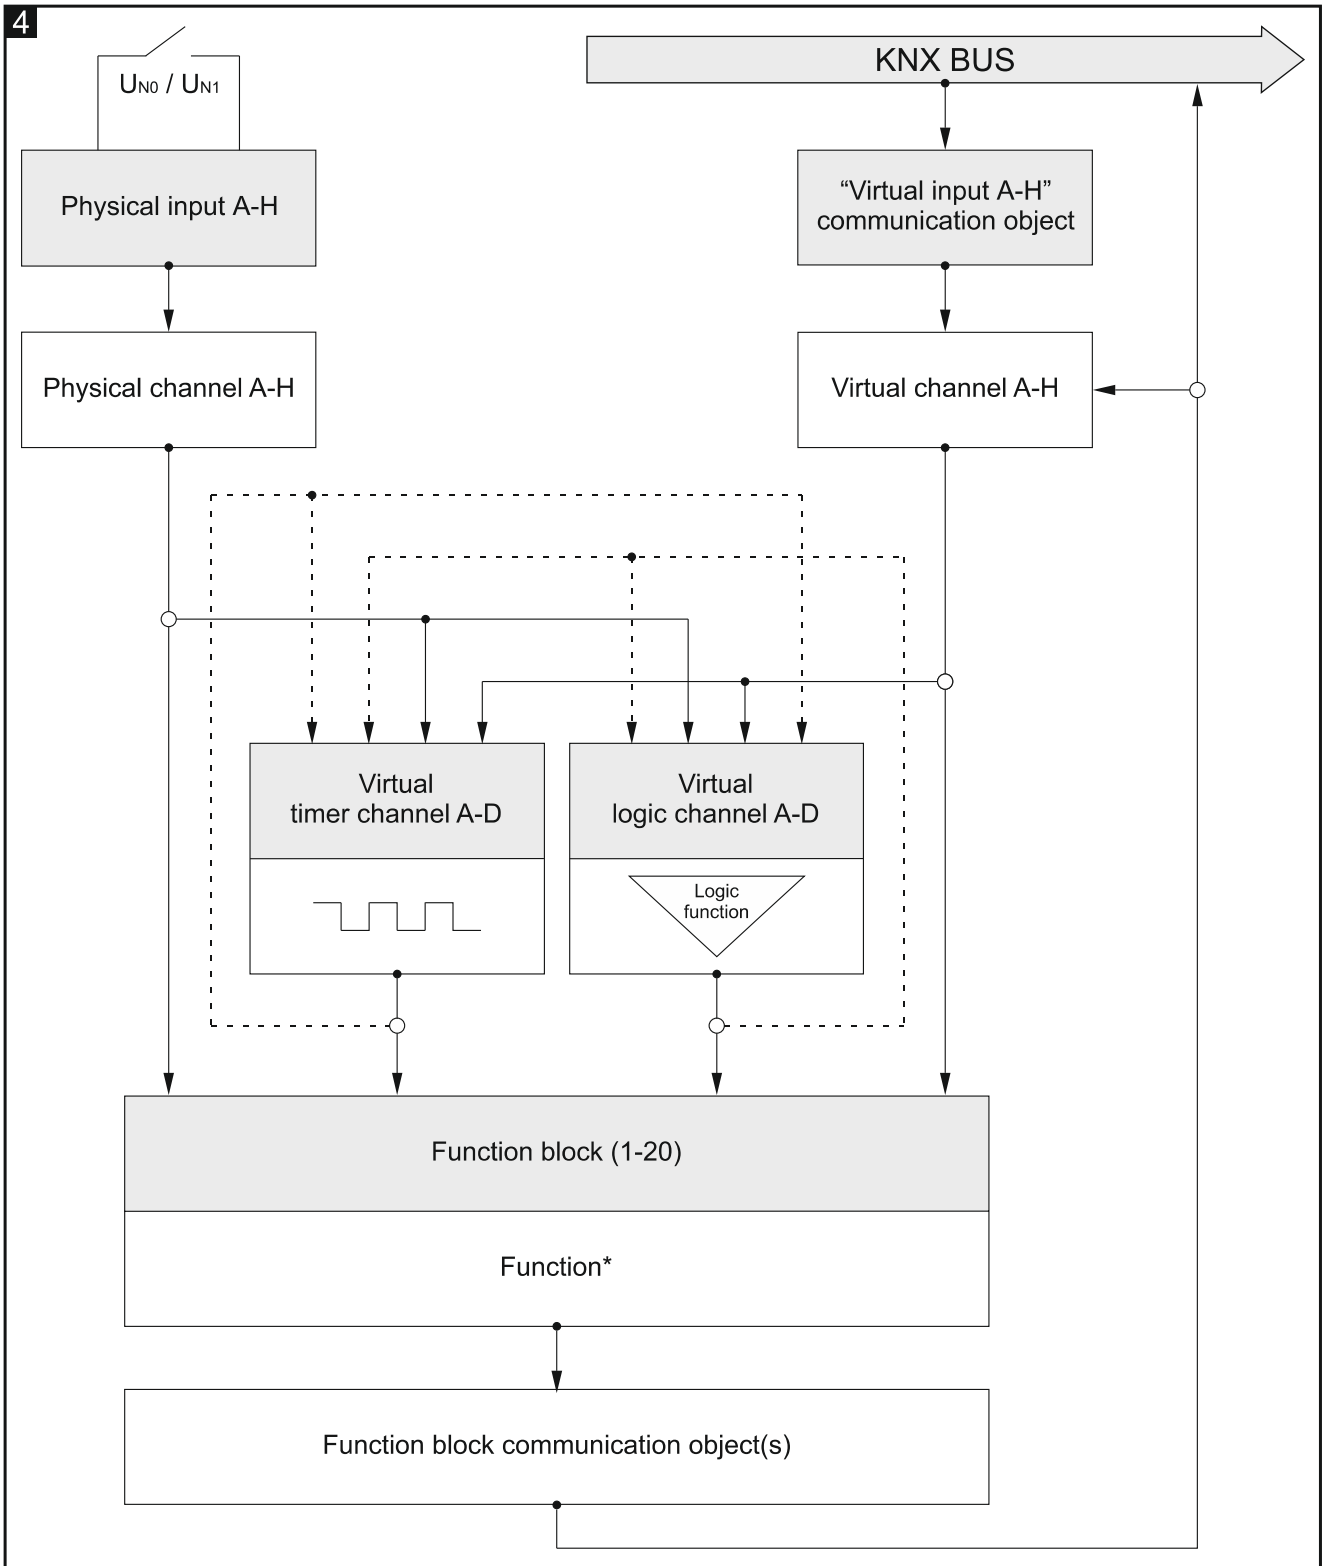 4
UN0 / UN1
KNX BUS
Physical input A-H
“Virtual input A-H”
communication object
Physical channel A-H
Virtual channel A-H
Virtual
timer channel A-D
Virtual
logic channel A-D
Logic
function
Function block (1-20)
Function*
Function block communication object(s)